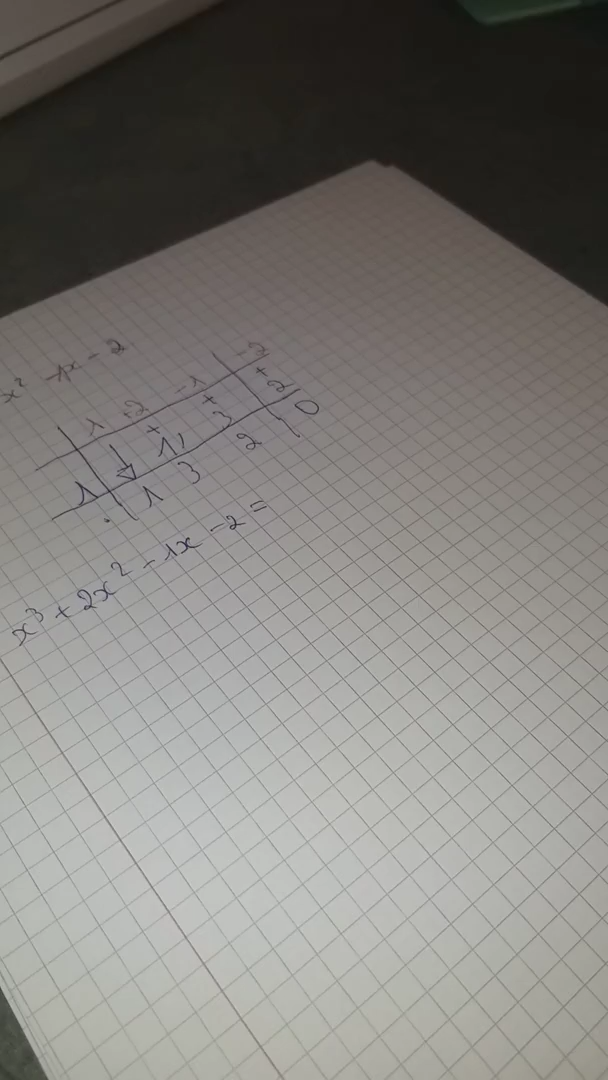 x² -1x - 2
1 +2 -1 -2
+ + +
1 1, 3 2
1 3 2 0
x³ + 2x² - 1x - 2 =